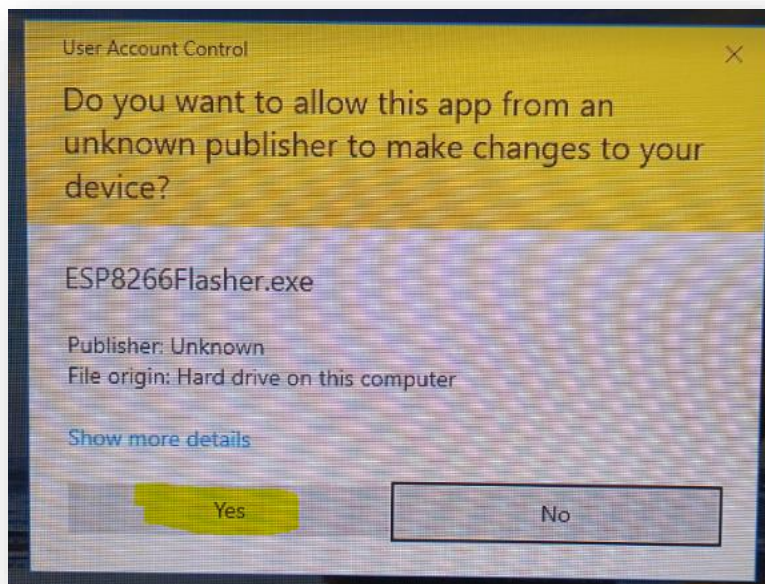 User Account Control
Do you want to allow this app from an
unknown publisher to make changes to your
device?
ESP8266Flasher.exe
Publisher: Unknown
File origin: Hard drive on this computer
Show more details
Yes
No